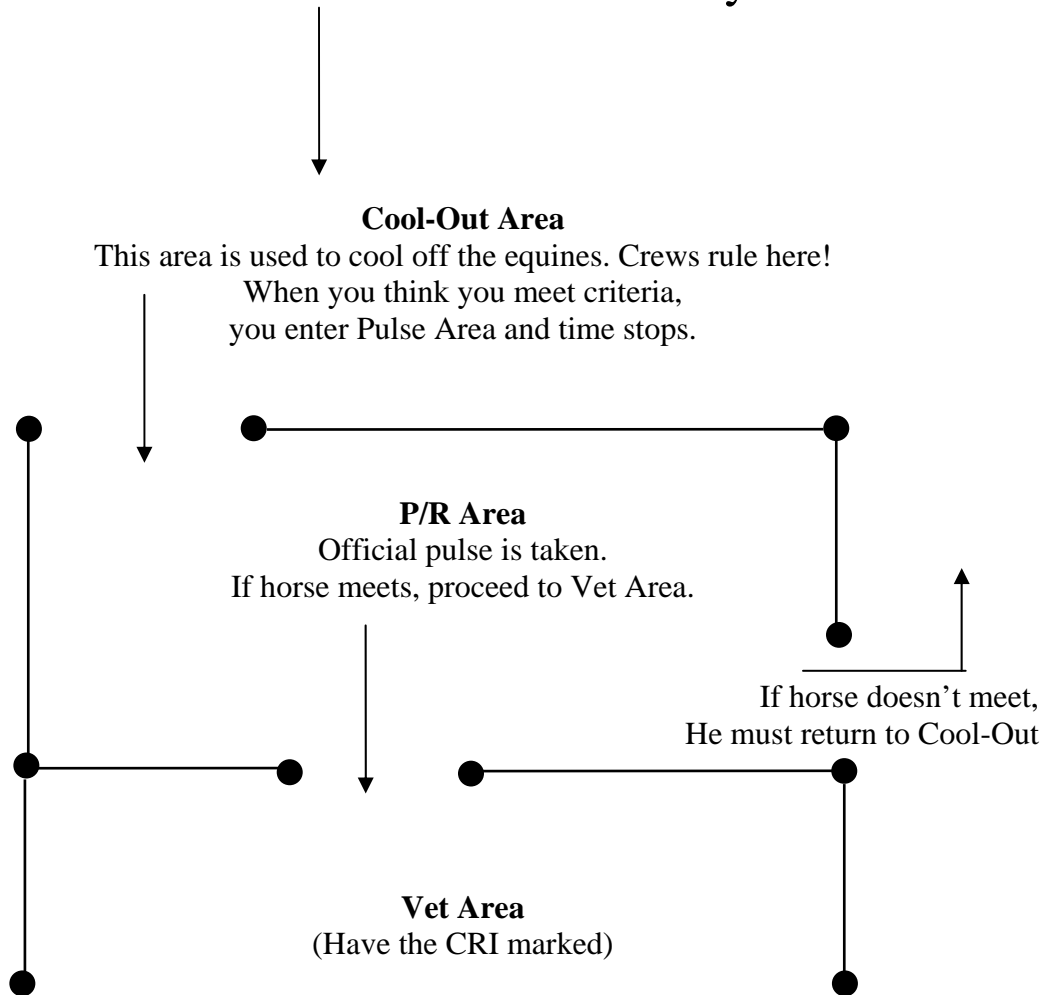 Cool-Out Area
This area is used to cool off the equines. Crews rule here!
When you think you meet criteria,
you enter Pulse Area and time stops.
P/R Area
Official pulse is taken.
If horse meets, proceed to Vet Area.
If horse doesn’t meet,
He must return to Cool-Out
Vet Area
(Have the CRI marked)